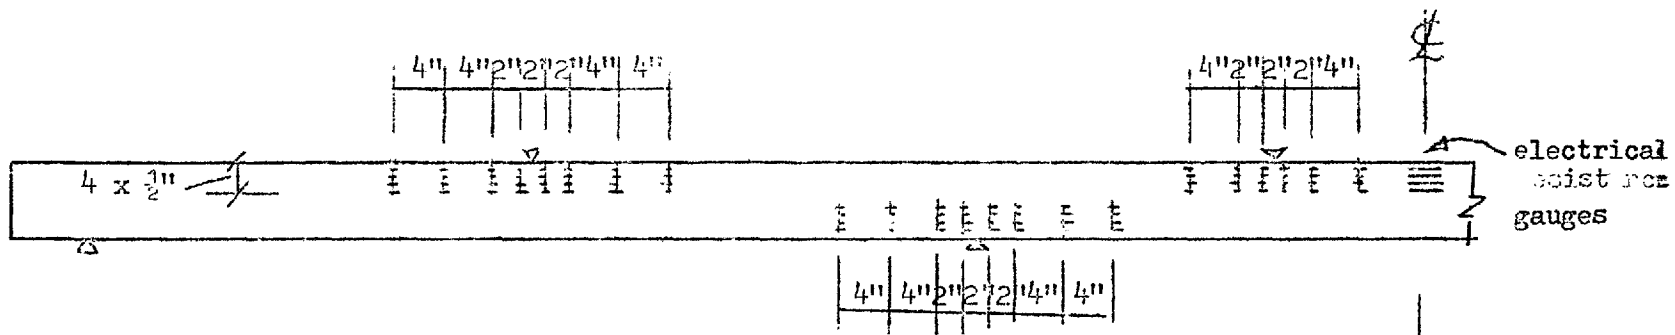 ℄
4" 4" 2" 2" 2" 4" 4"
4" 2" 2" 2" 4"
4 x ½"
electrical
gauges
4" 4" 2" 2" 2" 4" 4"